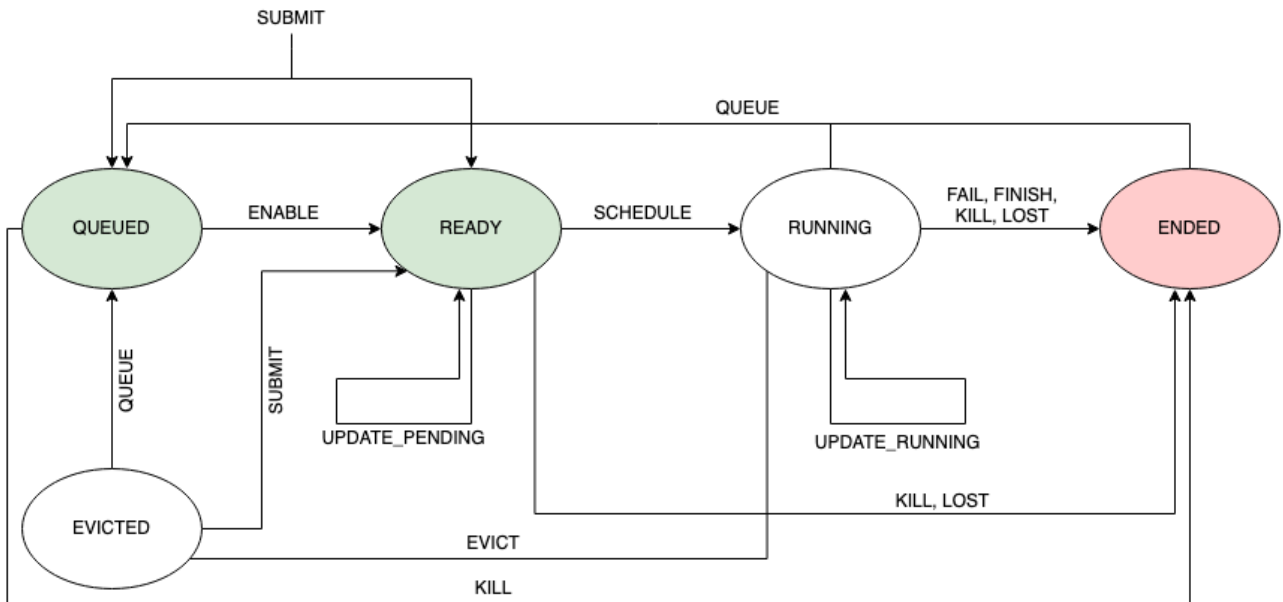 SUBMIT
QUEUE
QUEUED
ENABLE
READY
SCHEDULE
RUNNING
FAIL, FINISH,
KILL, LOST
ENDED
QUEUE
SUBMIT
UPDATE_PENDING
UPDATE_RUNNING
KILL, LOST
EVICTED
EVICT
KILL